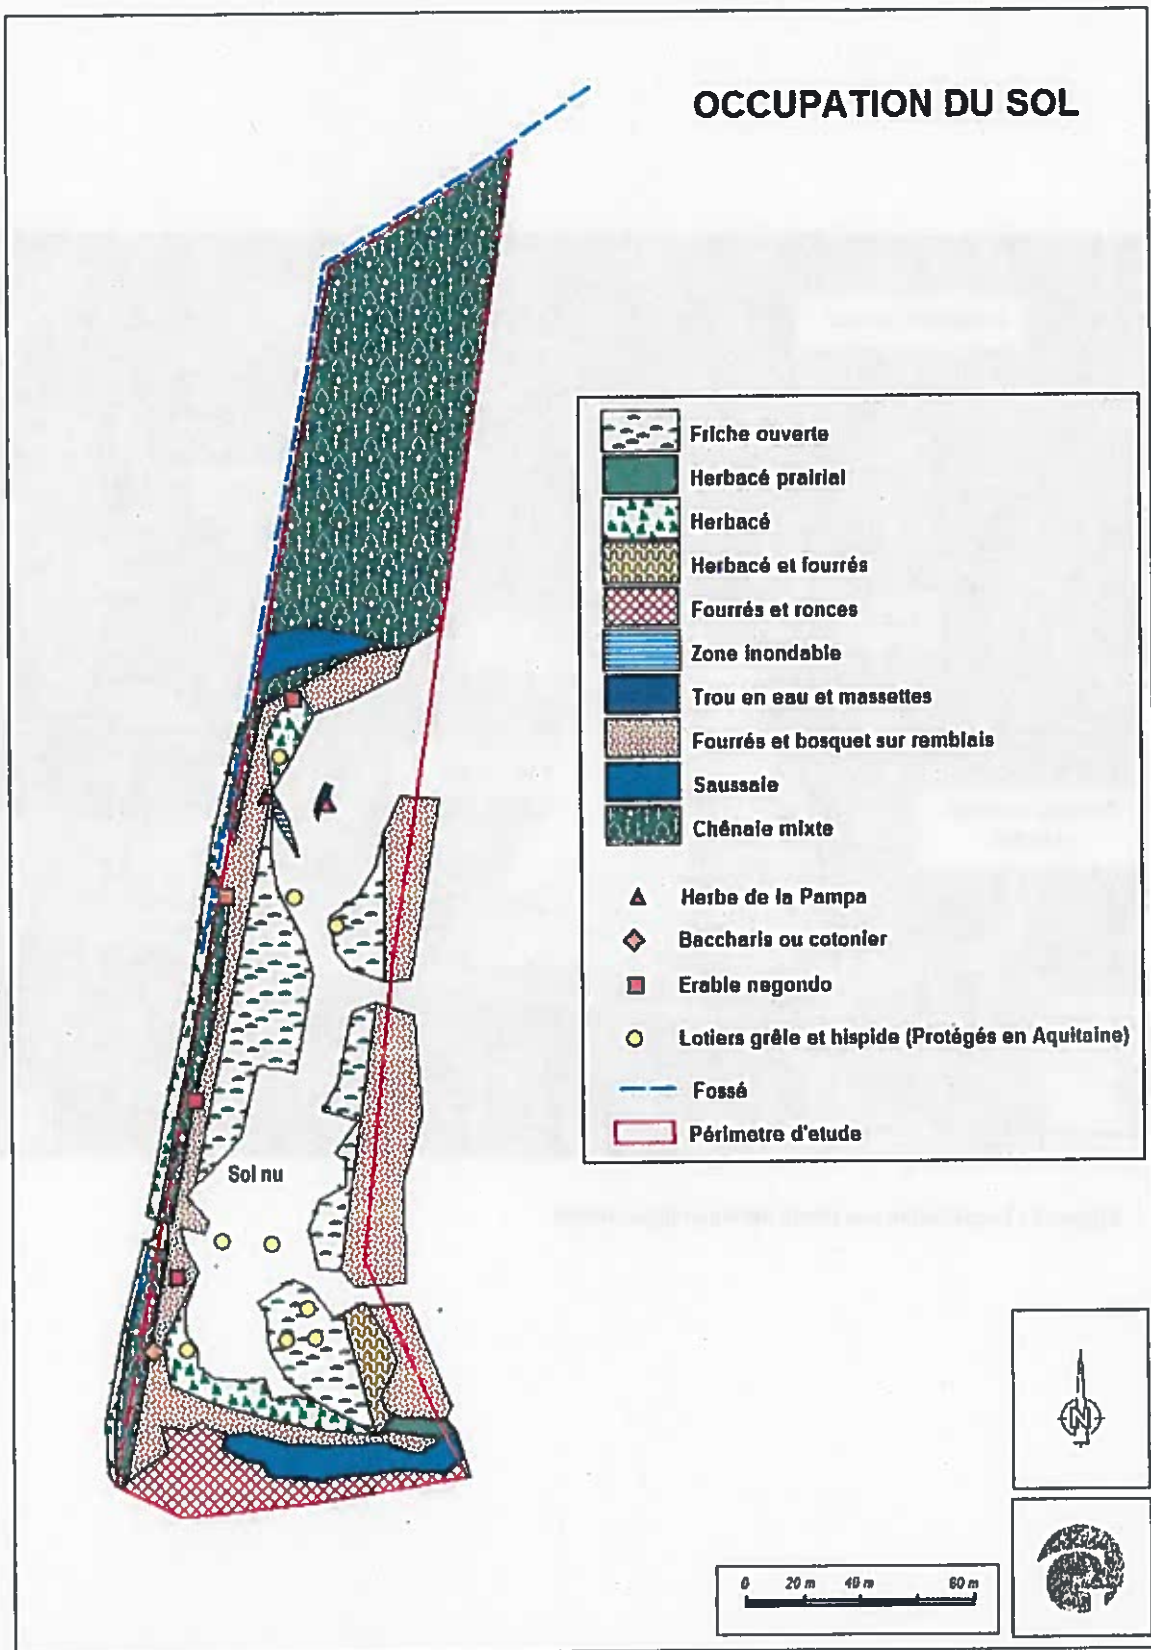 OCCUPATION DU SOL
Friche ouverte
Herbacé prairial
Herbacé
Herbacé et fourrés
Fourrés et ronces
Zone inondable
Trou en eau et massettes
Fourrés et bosquet sur remblais
Saussaie
Chênaie mixte
Herbe de la Pampa
Baccharis ou cotonier
Erable negondo
Lotiers grêle et hispide (Protégés en Aquitaine)
Fossé
Périmetre d'etude
Sol nu
N
0 20 m 40 m 80 m